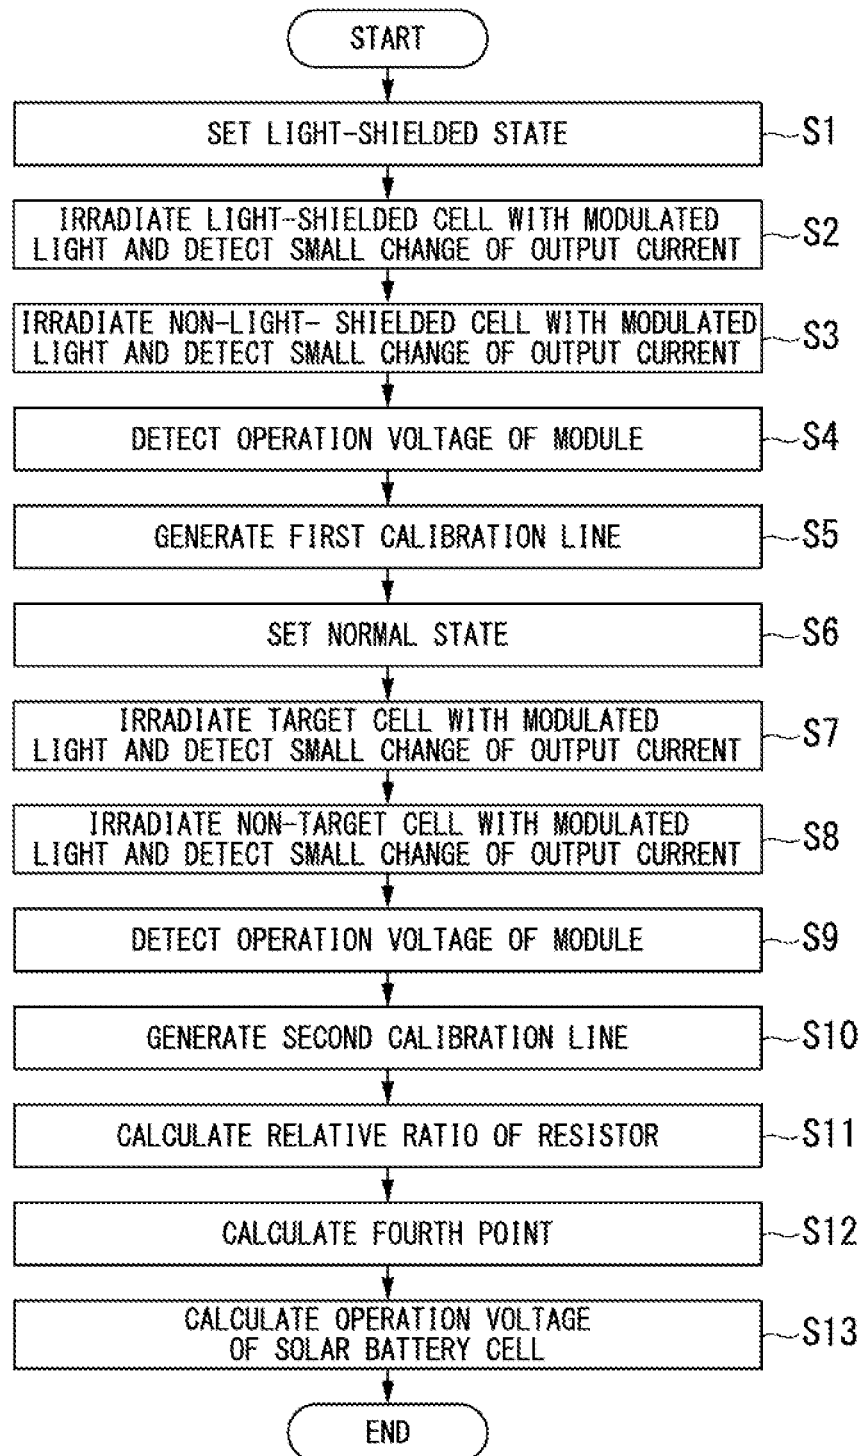 START
SET LIGHT-SHIELDED STATE
S1
IRRADIATE LIGHT-SHIELDED CELL WITH MODULATED
LIGHT AND DETECT SMALL CHANGE OF OUTPUT CURRENT
S2
IRRADIATE NON-LIGHT- SHIELDED CELL WITH MODULATED
LIGHT AND DETECT SMALL CHANGE OF OUTPUT CURRENT
S3
DETECT OPERATION VOLTAGE OF MODULE
S4
GENERATE FIRST CALIBRATION LINE
S5
SET NORMAL STATE
S6
IRRADIATE TARGET CELL WITH MODULATED
LIGHT AND DETECT SMALL CHANGE OF OUTPUT CURRENT
S7
IRRADIATE NON-TARGET CELL WITH MODULATED
LIGHT AND DETECT SMALL CHANGE OF OUTPUT CURRENT
S8
DETECT OPERATION VOLTAGE OF MODULE
S9
GENERATE SECOND CALIBRATION LINE
S10
CALCULATE RELATIVE RATIO OF RESISTOR
S11
CALCULATE FOURTH POINT
S12
CALCULATE OPERATION VOLTAGE
OF SOLAR BATTERY CELL
S13
END